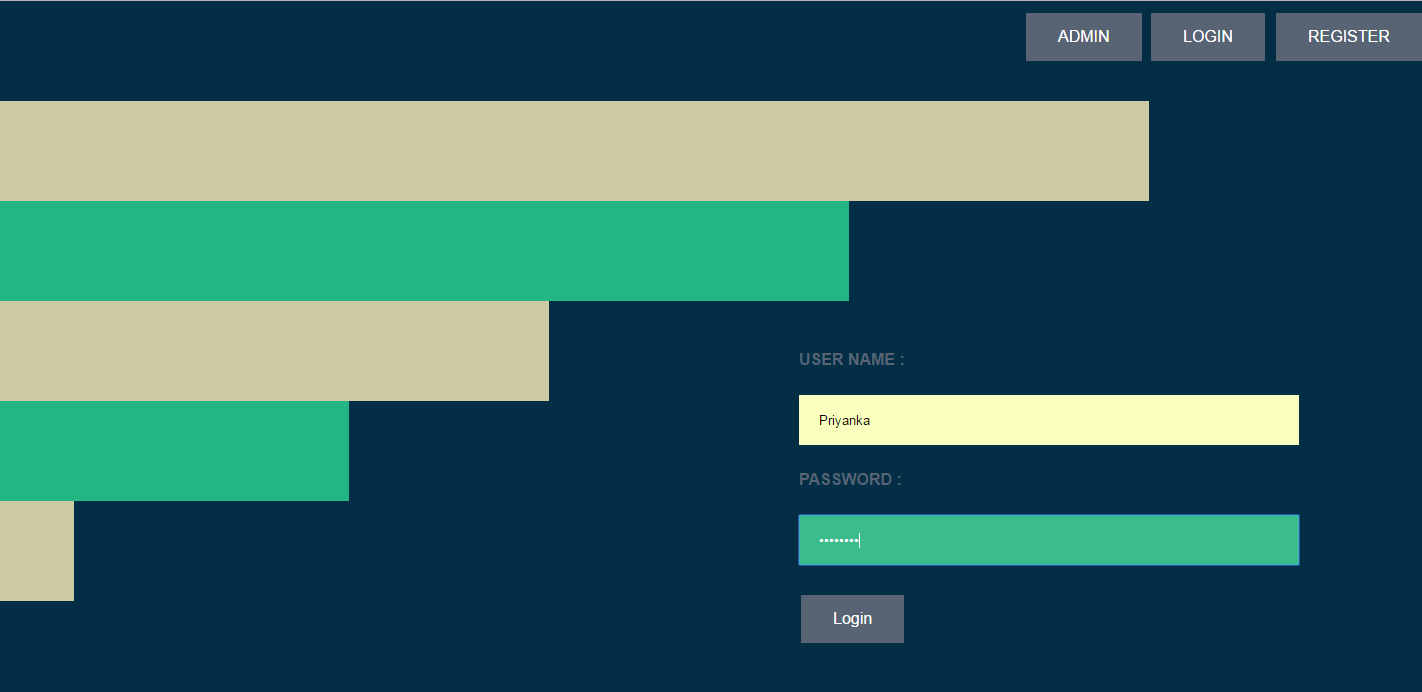 ADMIN LOGIN REGISTER
USER NAME :
Priyanka
PASSWORD :
••••••••
Login